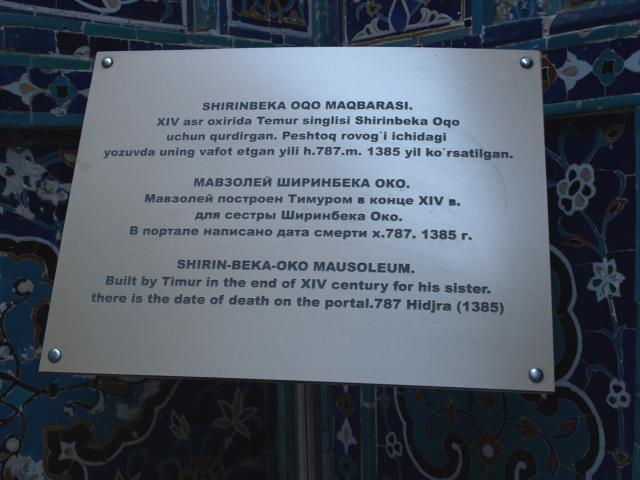 SHIRINBEKA OQO MAQBARASI.
XIV asr oxirida Temur singlisi Shirinbeka Oqo
uchun qurdirgan. Peshtoq rovog`i ichidagi
yozuvda uning vafot etgan yili h.787.m. 1385 yil ko`rsatilgan.
МАВЗОЛЕЙ ШИРИНБЕКА ОКО.
Мавзолей построен Тимуром в конце XIV в.
для сестры Ширинбека Око.
В портале написано дата смерти х.787. 1385 г.
SHIRIN-BEKA-OKO MAUSOLEUM.
Built by Timur in the end of XIV century for his sister.
there is the date of death on the portal.787 Hidjra (1385)